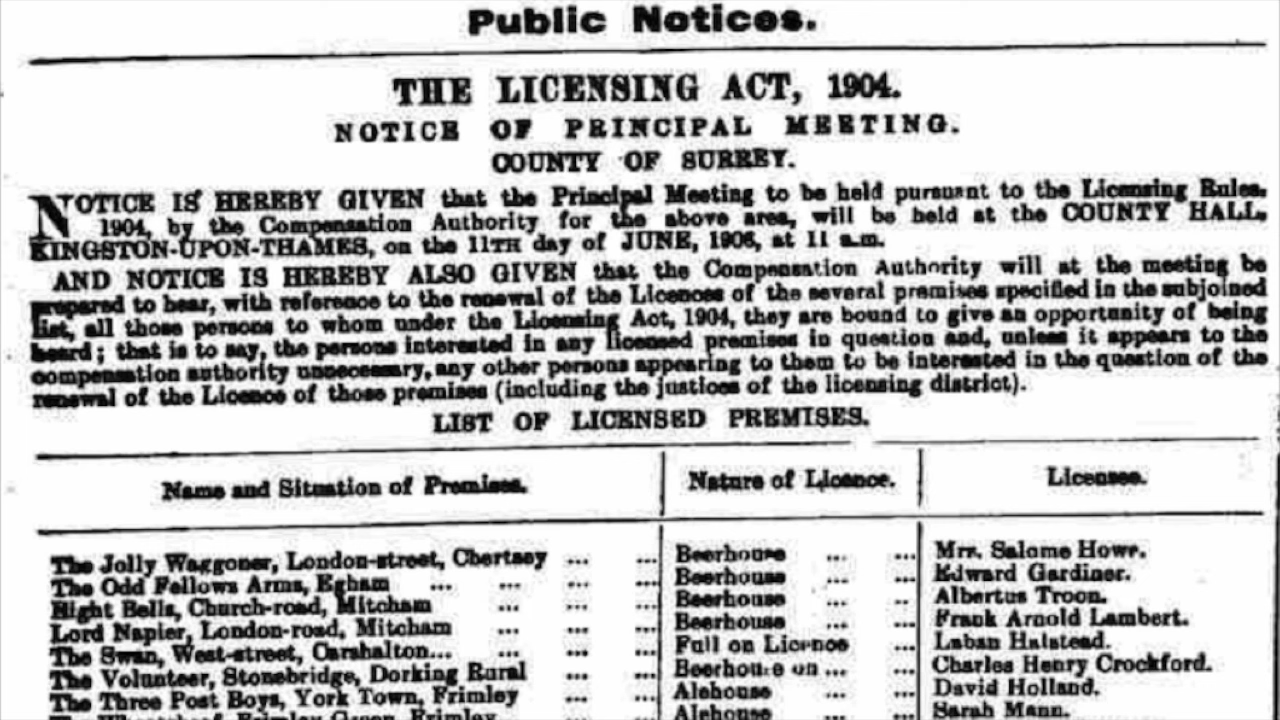 Public Notices.
THE LICENSING ACT, 1904.
NOTICE OF PRINCIPAL MEETING.
COUNTY OF SURREY.
NOTICE IS HEREBY GIVEN that the Principal Meeting to be held pursuant to the Licensing Rules,
1904, by the Compensation Authority for the above area, will be held at the COUNTY HALL,
KINGSTON-UPON-THAMES, on the 11TH day of JUNE, 1906, at 11 a.m.
AND NOTICE IS HEREBY ALSO GIVEN that the Compensation Authority will at the meeting be
prepared to hear, with reference to the renewal of the Licences of the several premises specified in the subjoined
list, all those persons to whom under the Licensing Act, 1904, they are bound to give an opportunity of being
heard; that is to say, the persons interested in any licensed premises in question and, unless it appears to the
compensation authority unnecessary, any other persons appearing to them to be interested in the question of the
renewal of the Licence of those premises (including the justices of the licensing district).
LIST OF LICENSED PREMISES.
Name and Situation of Premises. Nature of Licence. Licensee.
The Jolly Waggoner, London-street, Chertsey ... ... Beerhouse ... ... Mrs. Salome Howe.
The Odd Fellows Arms, Egham ... ... ... ... Beerhouse ... ... Edward Gardiner.
Eight Bells, Church-road, Mitcham ... ... ... Beerhouse ... .. Albertus Troon.
Lord Napier, London-road, Mitcham ... ... ... Beerhouse ... ... Frank Arnold Lambert.
The Swan, West-street, Carshalton... ... ... ... Full on Licence ... Laban Halstead.
The Volunteer, Stonebridge, Dorking Rural ... ... Beerhouse on ... ... Charles Henry Crockford.
The Three Post Boys, York Town, Frimley ... ... ... Alehouse ... ... David Holland.
The Frimley Green, Frimley ... ... ... Alehouse ... ... Sarah Mann.